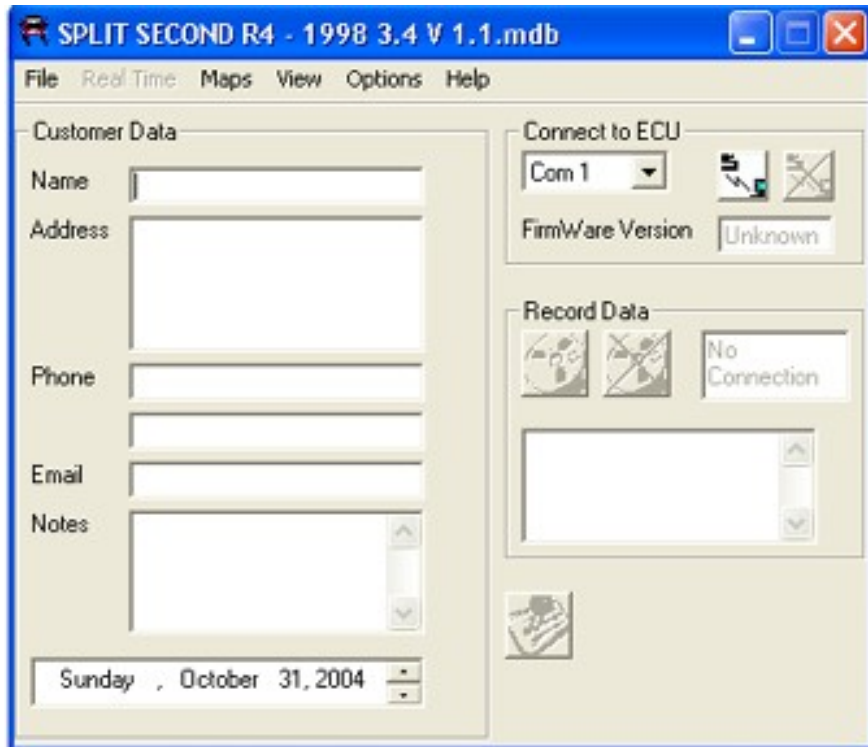 SPLIT SECOND R4 - 1998 3.4 V 1.1.mdb
File Real Time Maps View Options Help
Customer Data
Name
Address
Phone
Email
Notes
Sunday , October 31, 2004
Connect to ECU
Com 1
FirmWare Version Unknown
Record Data
No
Connection